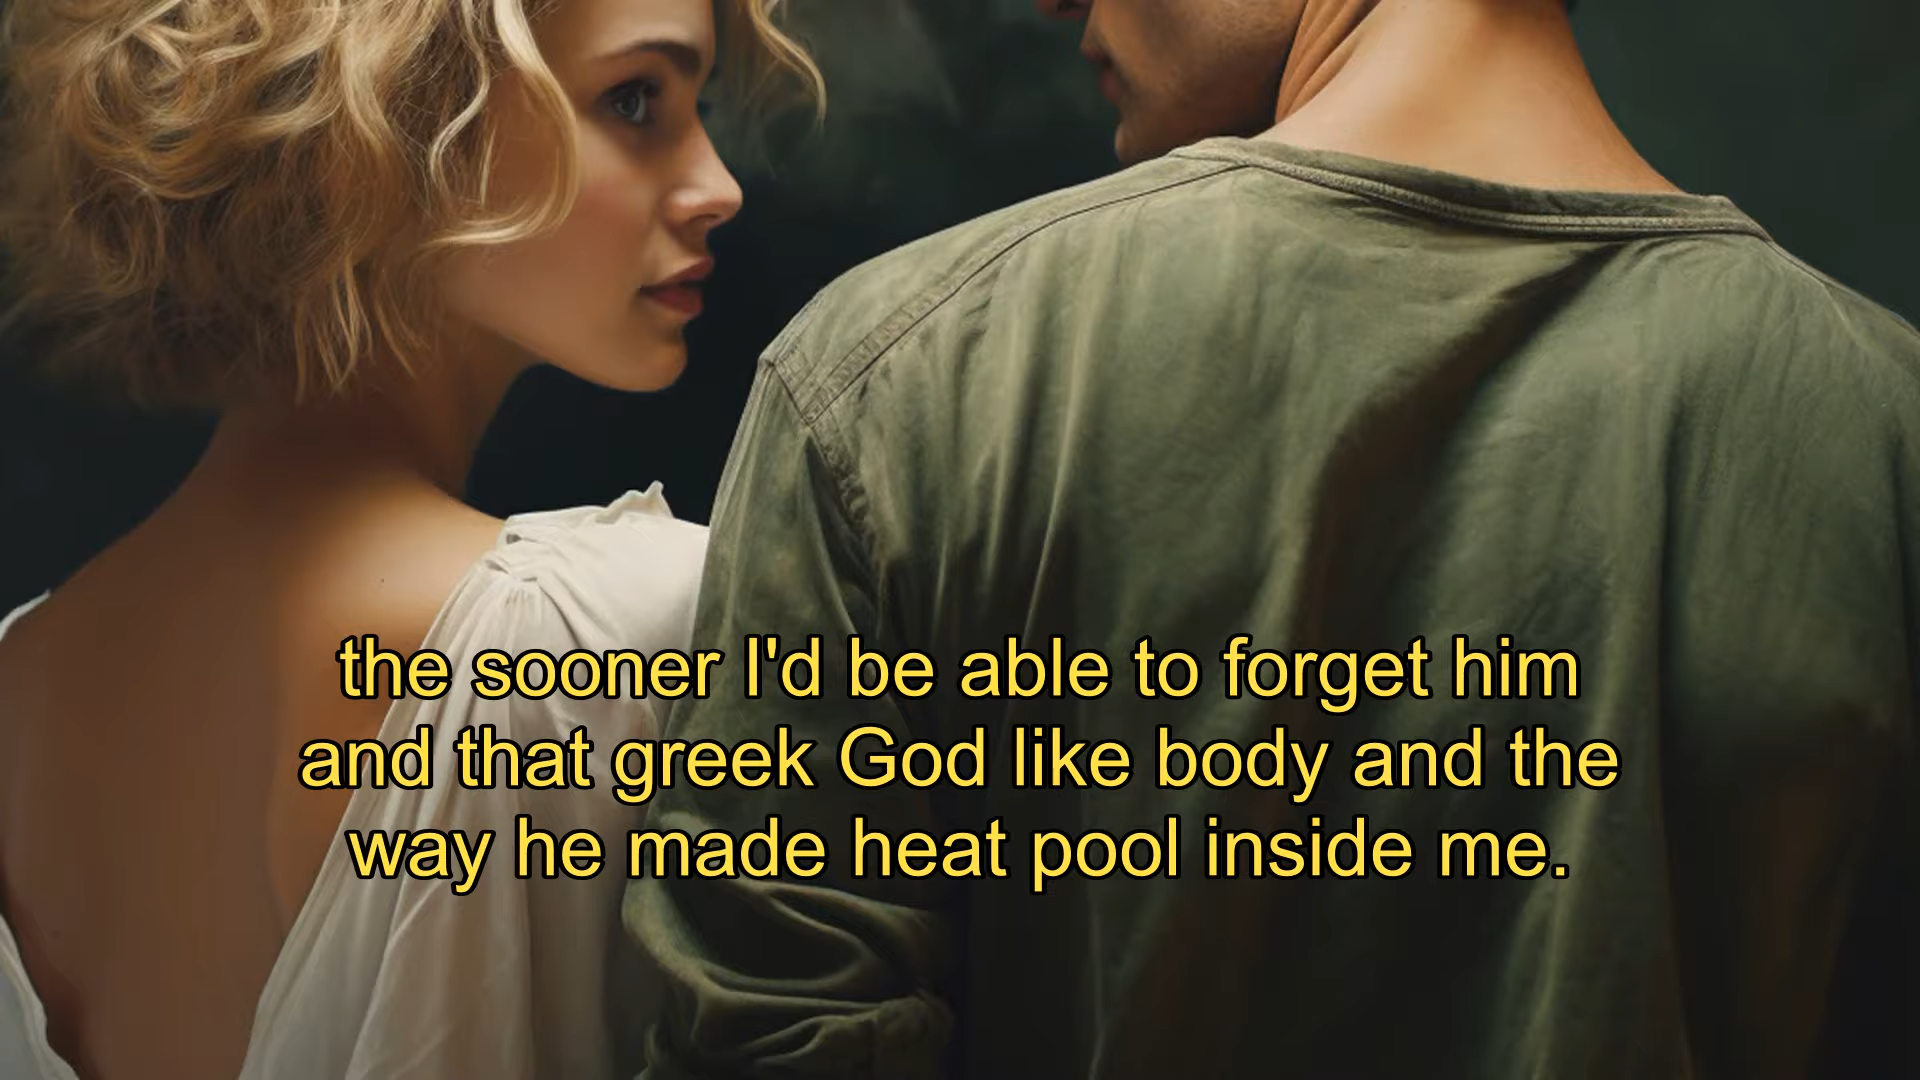 the sooner I'd be able to forget him
and that greek God like body and the
way he made heat pool inside me.